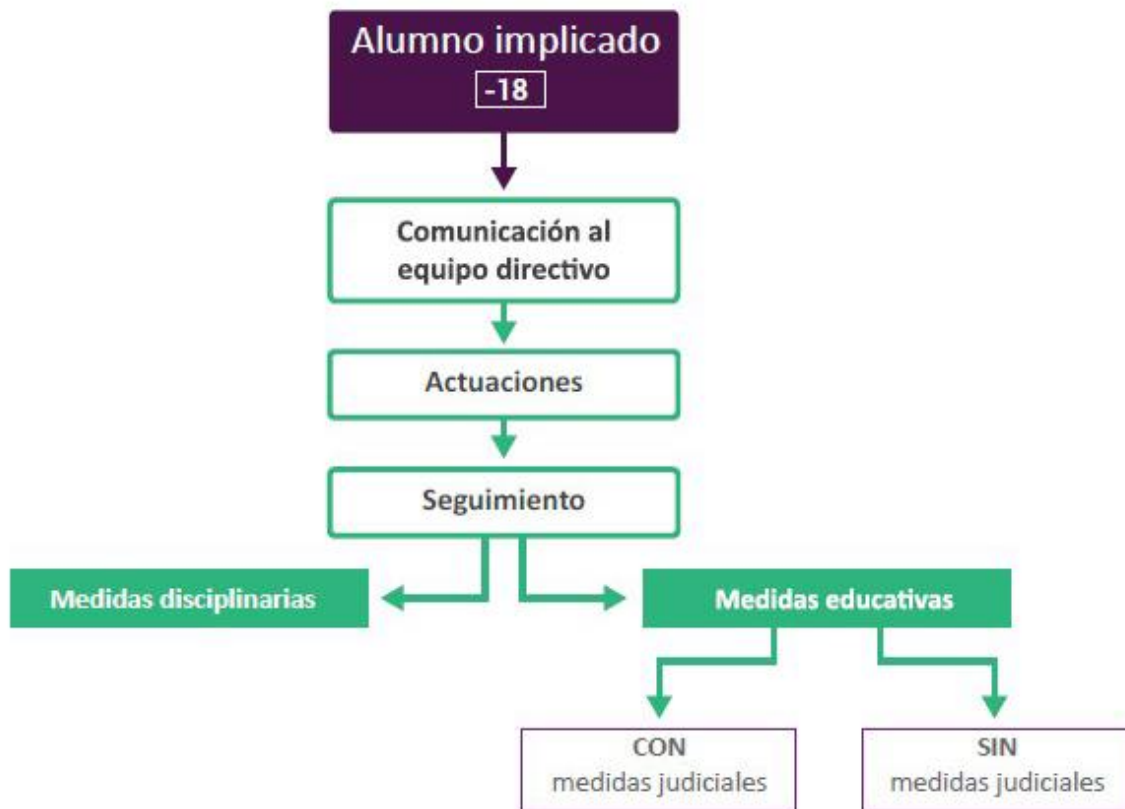 Alumno implicado
-18
Comunicación al
equipo directivo
Actuaciones
Seguimiento
Medidas disciplinarias
Medidas educativas
CON
medidas judiciales
SIN
medidas judiciales